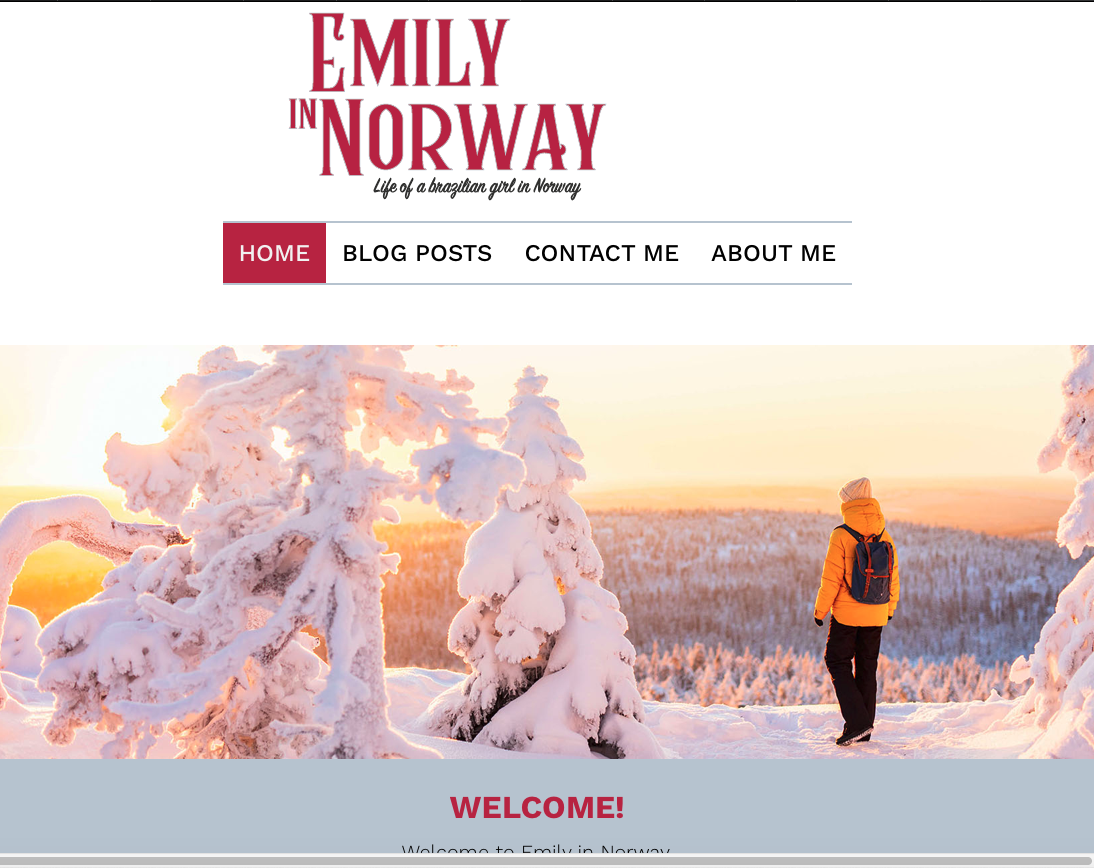 EMILY
IN NORWAY
Life of a brazilian girl in Norway
HOME BLOG POSTS CONTACT ME ABOUT ME
WELCOME!
Welcome to Emily in Norway